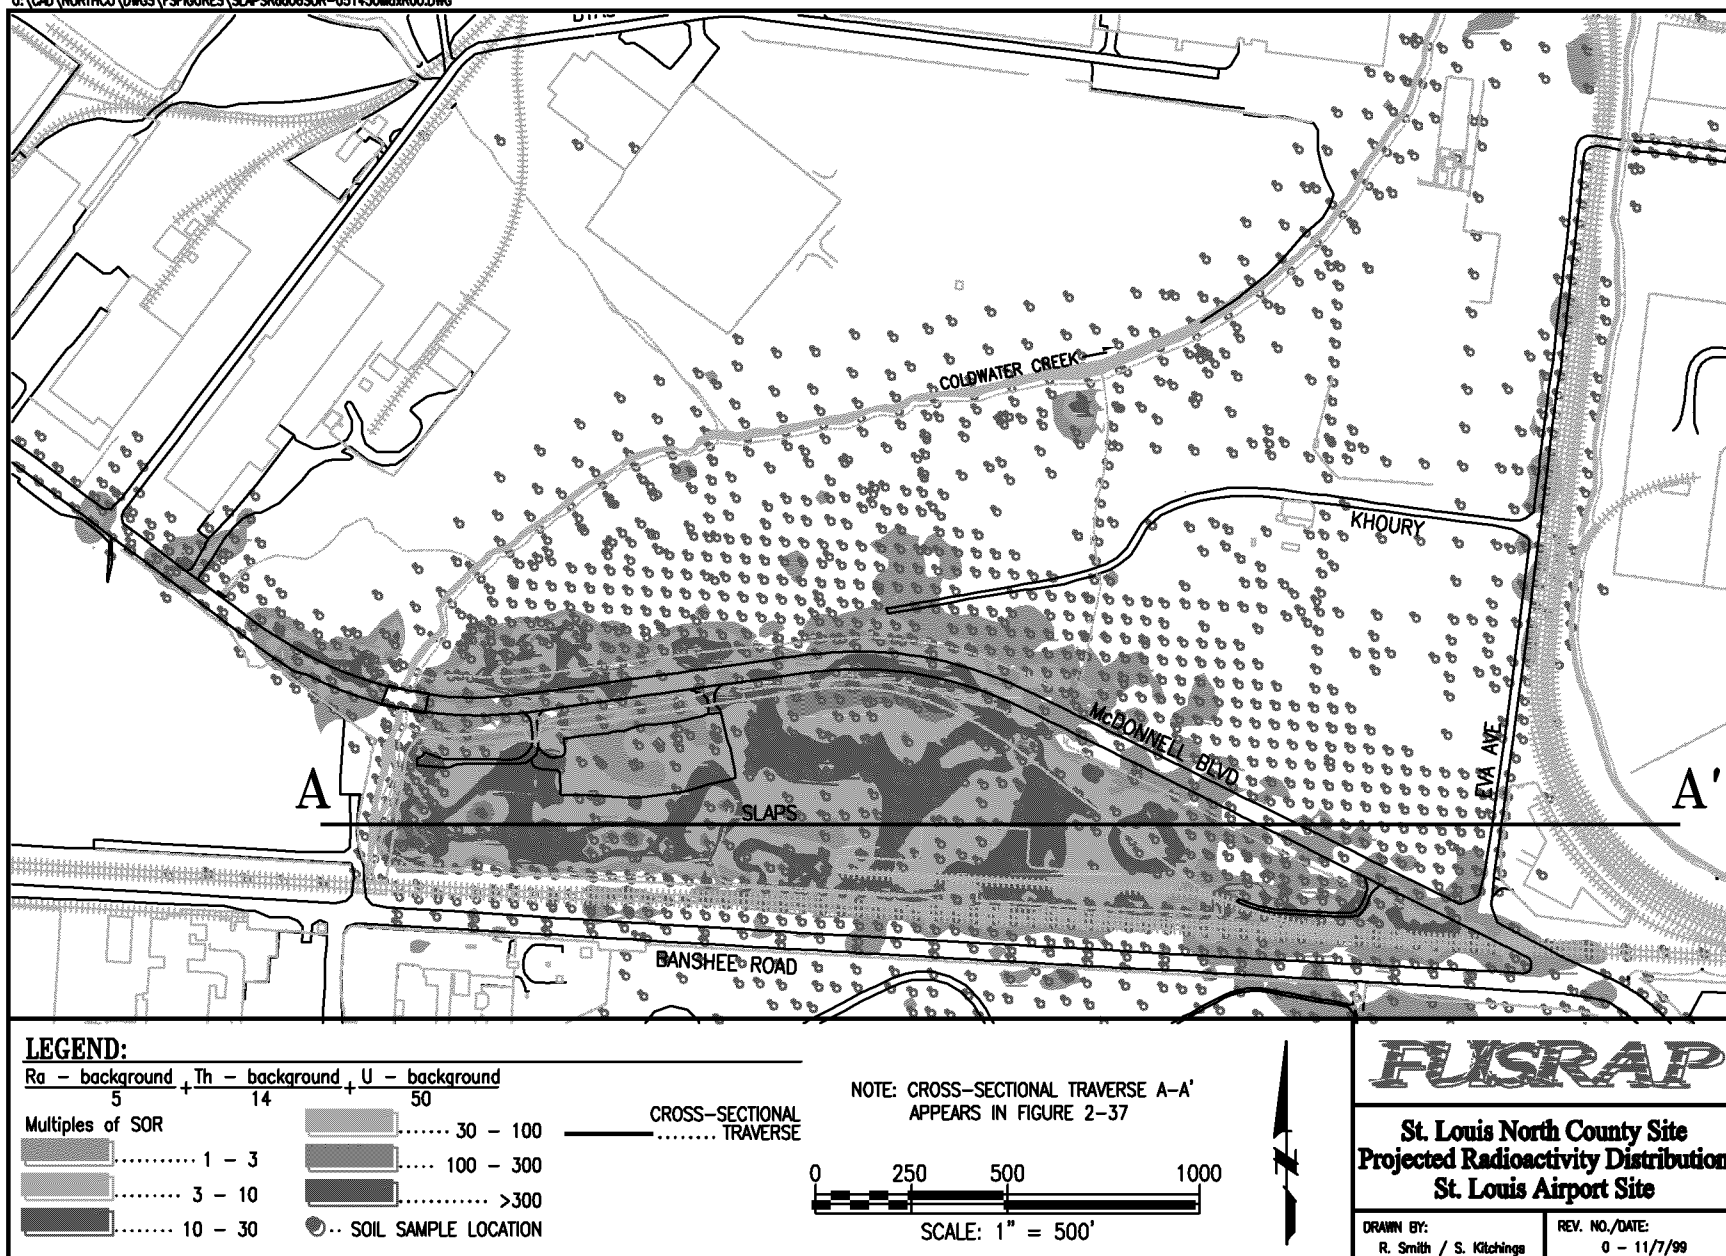 G:\CAD\NORTHCO\DWGS\FSFIGURES\
COLDWATER CREEK
KHOURY
McDONNELL BLVD
EVA AVE
A
A'
SLAPS
BANSHEE ROAD
LEGEND:
Ra - background + Th - background + U - background
5 14 50
Multiples of SOR
1 - 3
3 - 10
10 - 30
30 - 100
100 - 300
>300
SOIL SAMPLE LOCATION
CROSS-SECTIONAL
TRAVERSE
NOTE: CROSS-SECTIONAL TRAVERSE A-A'
APPEARS IN FIGURE 2-37
0 250 500 1000
SCALE: 1" = 500'
N
FUSRAP
St. Louis North County Site
Projected Radioactivity Distribution
St. Louis Airport Site
DRAWN BY:
R. Smith / S. Kitchings
REV. NO./DATE:
0 - 11/7/99